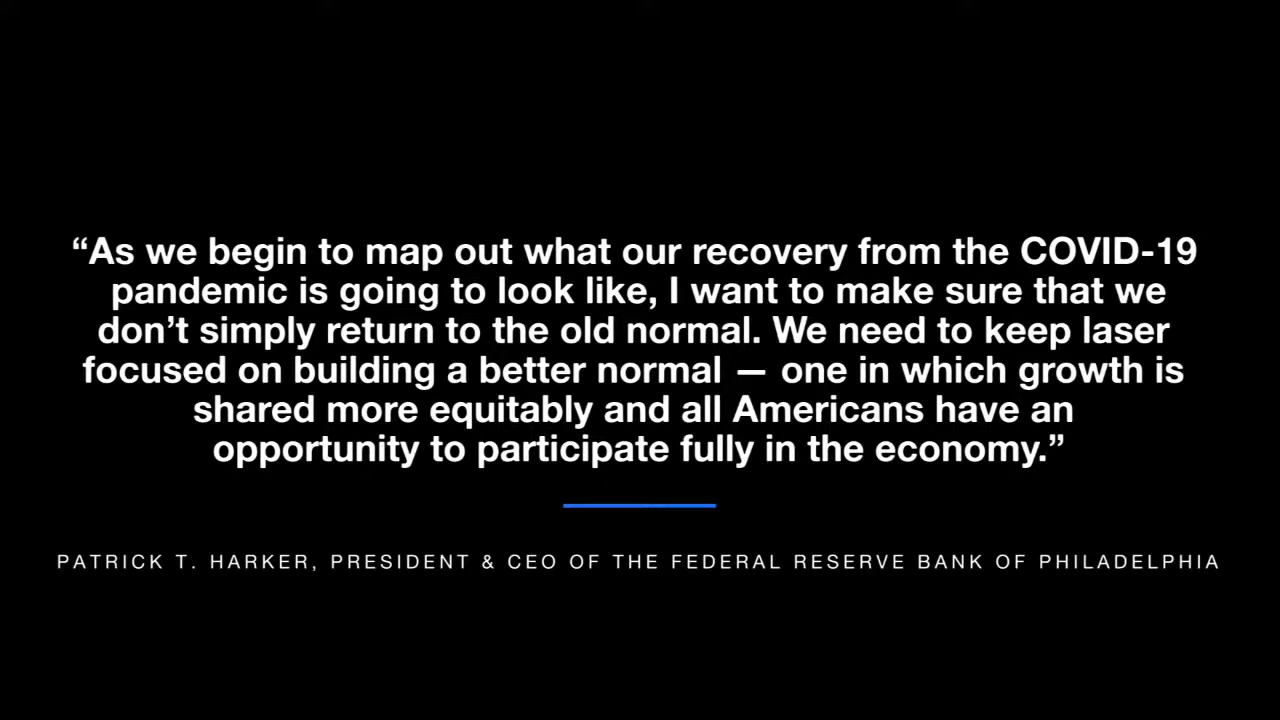 “As we begin to map out what our recovery from the COVID-19
pandemic is going to look like, I want to make sure that we
don’t simply return to the old normal. We need to keep laser
focused on building a better normal — one in which growth is
shared more equitably and all Americans have an
opportunity to participate fully in the economy.”
PATRICK T. HARKER, PRESIDENT & CEO OF THE FEDERAL RESERVE BANK OF PHILADELPHIA